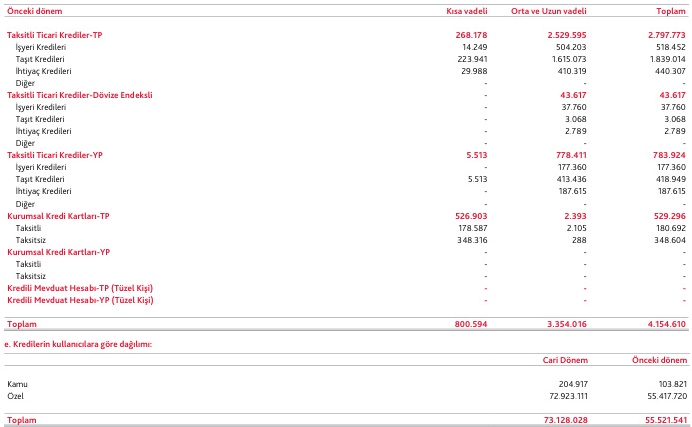 Önceki dönem Kısa vadeli Orta ve Uzun vadeli Toplam
Taksitli Ticari Krediler-TP 268.178 2.529.595 2.797.773
İşyeri Kredileri 14.249 504.203 518.452
Taşıt Kredileri 223.941 1.615.073 1.839.014
İhtiyaç Kredileri 29.988 410.319 440.307
Diğer - - -
Taksitli Ticari Krediler-Dövize Endeksli - 43.617 43.617
İşyeri Kredileri - 37.760 37.760
Taşıt Kredileri - 3.068 3.068
İhtiyaç Kredileri - 2.789 2.789
Diğer - - -
Taksitli Ticari Krediler-YP 5.513 778.411 783.924
İşyeri Kredileri - 177.360 177.360
Taşıt Kredileri 5.513 413.436 418.949
İhtiyaç Kredileri - 187.615 187.615
Diğer - - -
Kurumsal Kredi Kartları-TP 526.903 2.393 529.296
Taksitli 178.587 2.105 180.692
Taksitsiz 348.316 288 348.604
Kurumsal Kredi Kartları-YP - - -
Taksitli - - -
Taksitsiz - - -
Kredili Mevduat Hesabı-TP (Tüzel Kişi) - - -
Kredili Mevduat Hesabı-YP (Tüzel Kişi) - - -
Toplam 800.594 3.354.016 4.154.610
e. Kredilerin kullanıcılara göre dağılımı:
Cari Dönem Önceki dönem
Kamu 204.917 103.821
Özel 72.923.111 55.417.720
Toplam 73.128.028 55.521.541